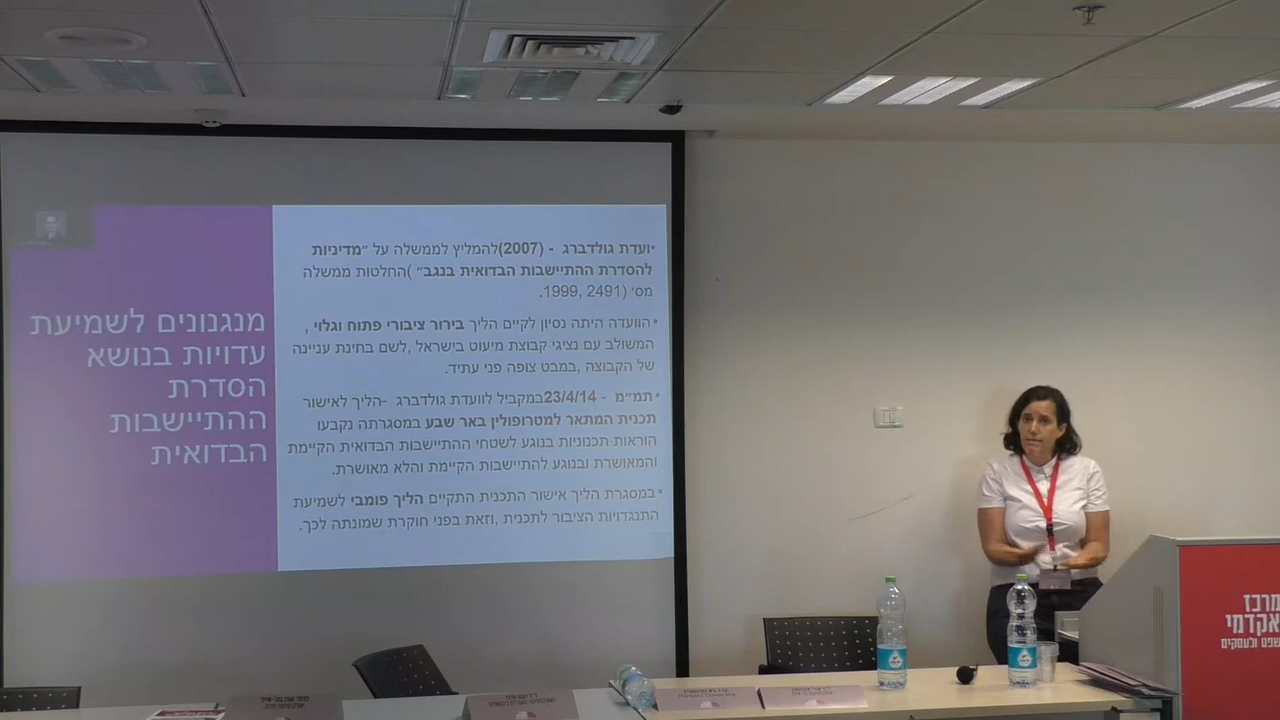 מנגנונים לשמיעת
עדויות בנושא
הסדרת
ההתיישבות
הבדואית
•ועדת גולדברג - (2007)להמליץ לממשלה על "מדיניות
להסדרת ההתיישבות הבדואית בנגב" )החלטות ממשלה
מס' (2491 ,1999.
•הוועדה היתה נסיון לקיים הליך בירור ציבורי פתוח וגלוי ,
המשולב עם נציגי קבוצת מיעוט בישראל ,לשם בחינת עניינה
של הקבוצה ,במבט צופה פני עתיד.
•תמ"מ - 23/4/14במקביל לוועדת גולדברג -הליך לאישור
תכנית המתאר למטרופולין באר שבע במסגרתה נקבעו
הוראות תכנוניות בנוגע לשטחי ההתיישבות הבדואית הקיימת
והמאושרת ובנוגע להתיישבות הקיימת והלא מאושרת.
•במסגרת הליך אישור התכנית התקיים הליך פומבי לשמיעת
התנגדויות הציבור לתכנית ,וזאת בפני חוקרת שמונתה לכך.
מרכז
אקדמי
שפט ולעסקים